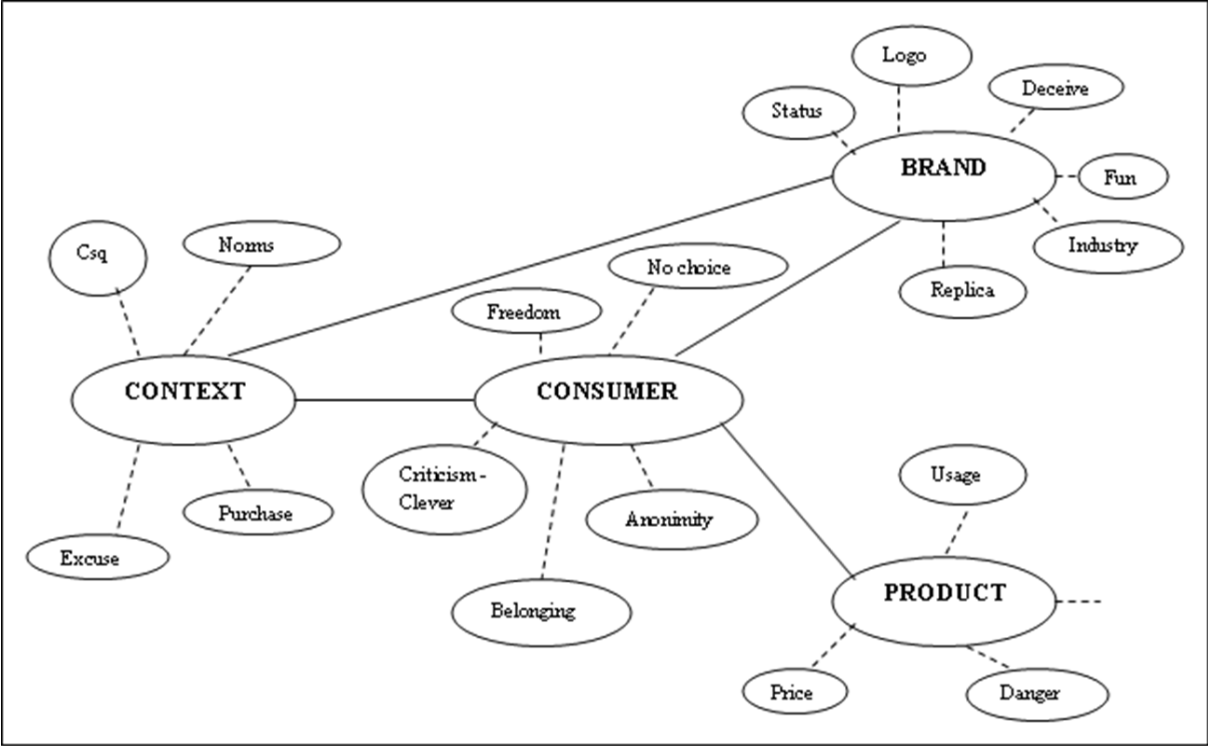 Logo
Deceive
Status
BRAND
Fun
Csq
Norms
No choice
Industry
Replica
Freedom
CONTEXT
CONSUMER
Criticism -
Clever
Usage
Purchase
Anonimity
Excuse
PRODUCT
Belonging
Price
Danger